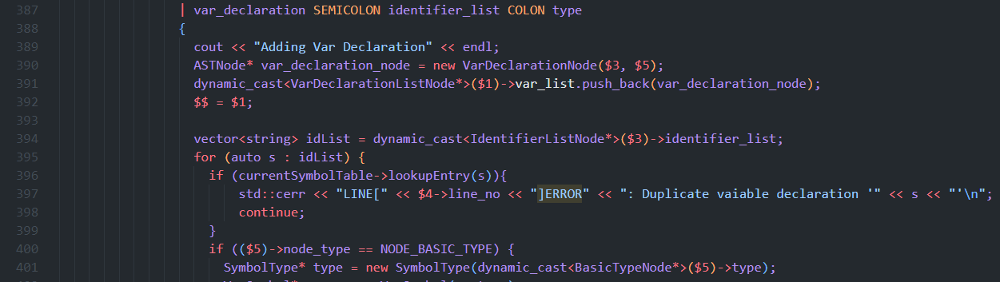 387 | var_declaration SEMICOLON identifier_list COLON type
388 {
389 cout << "Adding Var Declaration" << endl;
390 ASTNode* var_declaration_node = new VarDeclarationNode($3, $5);
391 dynamic_cast<VarDeclarationListNode*>($1)->var_list.push_back(var_declaration_node);
392 $$ = $1;
393
394 vector<string> idList = dynamic_cast<IdentifierListNode*>($3)->identifier_list;
395 for (auto s : idList) {
396 if (currentSymbolTable->lookupEntry(s)){
397 std::cerr << "LINE[" << $4->line_no << "]ERROR" << ": Duplicate vaiable declaration '" << s << "'\n";
398 continue;
399 }
400 if (($5)->node_type == NODE_BASIC_TYPE) {
401 SymbolType* type = new SymbolType(dynamic_cast<BasicTypeNode*>($5)->type);